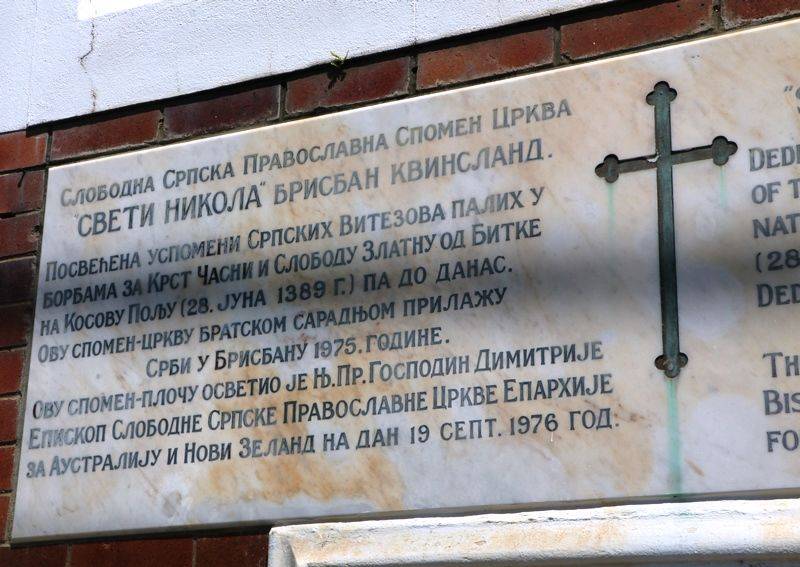 Слободна Српска Православна Спомен Црква
"СВЕТИ НИКОЛА" БРИСБАН КВИНСЛАНД.
Посвећена успомени Српских Витезова палих у
борбама за Крст Часни и Слободу Златну од Битке
на Косову Пољу (28. јуна 1389 г.) па до данас.
Ову спомен-цркву братском сарадњом прилажу
Срби у Брисбану 1975. године.
Ову спомен-плочу осветио је Њ.Пр.Господин Димитрије
Епископ Слободне Српске Православне Цркве Епархије
за Аустралију и Нови Зеланд на дан 19 септ. 1976 год.
DEDI
OF T
NAT
(28
DED
TH
BIS
FO